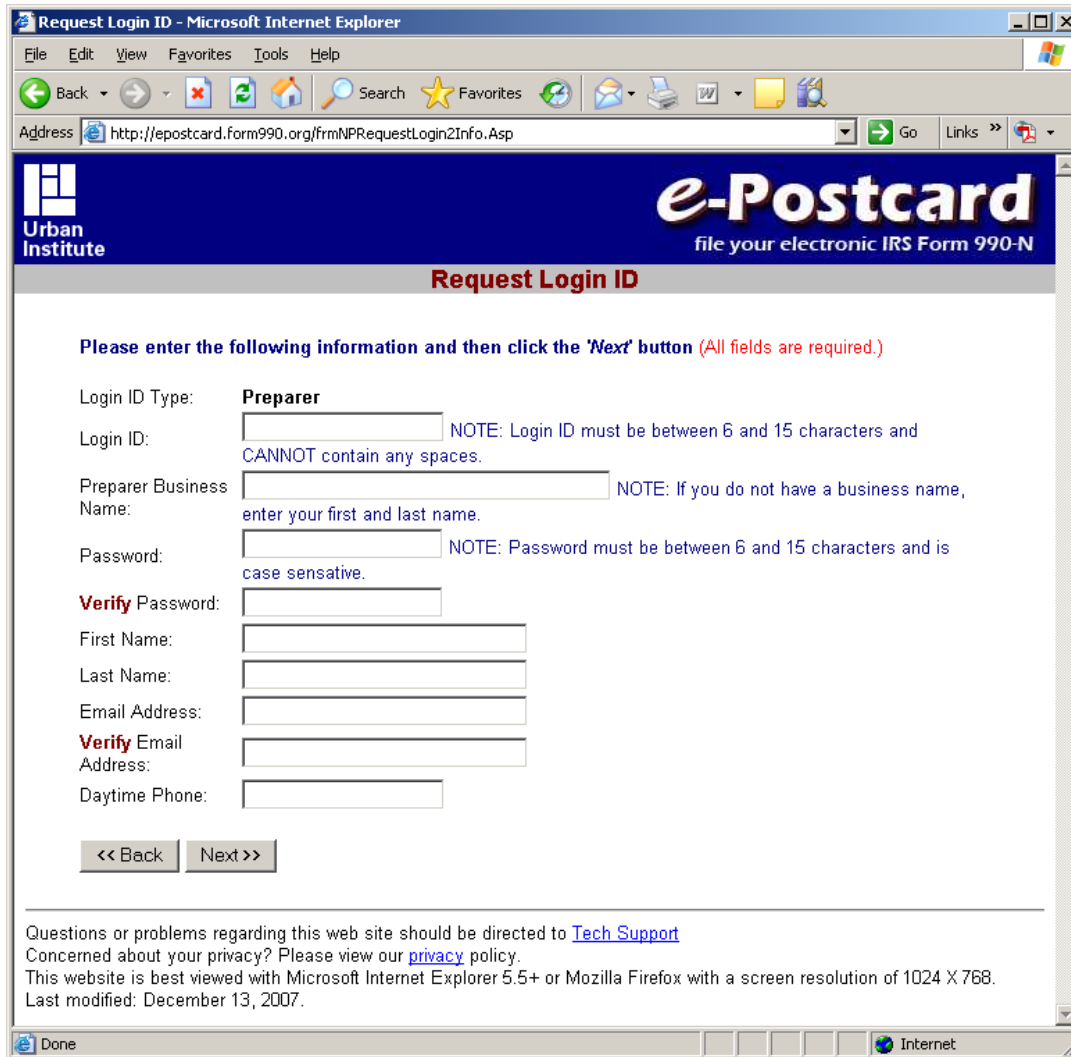 Request Login ID - Microsoft Internet Explorer
File Edit View Favorites Tools Help
Back Search Favorites W
Address http://epostcard.form990.org/frmNPRequestLogin2Info.Asp Go Links »
Urban
Institute
e-Postcard
file your electronic IRS Form 990-N
Request Login ID
Please enter the following information and then click the 'Next' button (All fields are required.)
Login ID Type: Preparer
Login ID: NOTE: Login ID must be between 6 and 15 characters and
CANNOT contain any spaces.
Preparer Business
Name:
NOTE: If you do not have a business name,
enter your first and last name.
Password: NOTE: Password must be between 6 and 15 characters and is
case sensative.
Verify Password:
First Name:
Last Name:
Email Address:
Verify Email
Address:
Daytime Phone:
<< Back Next >>
Questions or problems regarding this web site should be directed to Tech Support
Concerned about your privacy? Please view our privacy policy.
This website is best viewed with Microsoft Internet Explorer 5.5+ or Mozilla Firefox with a screen resolution of 1024 X 768.
Last modified: December 13, 2007.
Done Internet